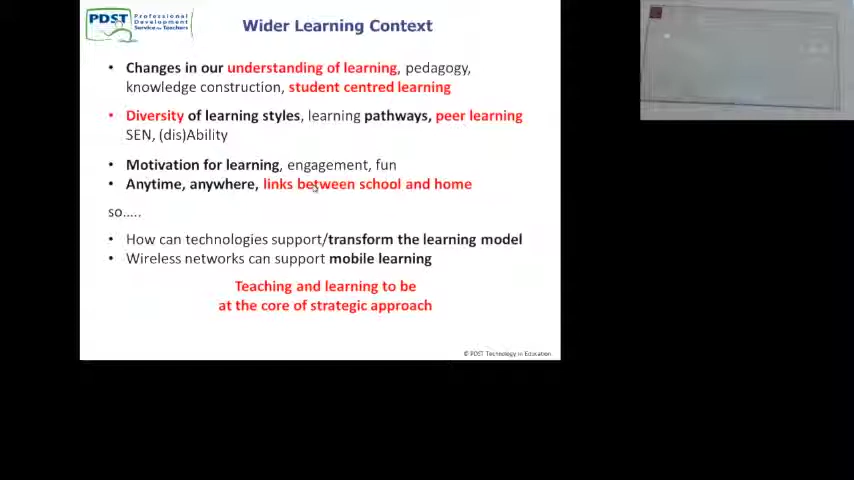 PDST
Professional
Development
Service for Teachers
Wider Learning Context
• Changes in our understanding of learning, pedagogy,
knowledge construction, student centred learning
• Diversity of learning styles, learning pathways, peer learning
SEN, (dis)Ability
• Motivation for learning, engagement, fun
• Anytime, anywhere, links between school and home
so.....
• How can technologies support/transform the learning model
• Wireless networks can support mobile learning
Teaching and learning to be
at the core of strategic approach
© PDST Technology in Education